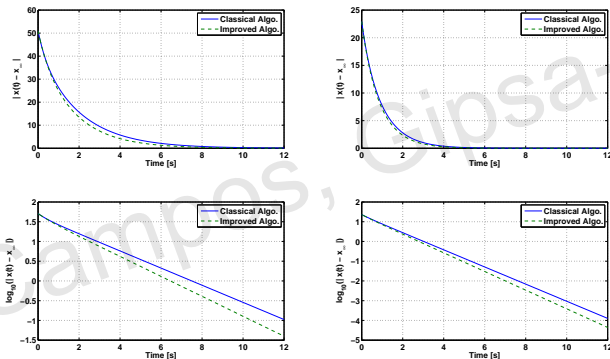 60
50
40
30
20
10
0
0 2 4 6 8 10 12
Time [s]
| x(t) − x_∞ |
Classical Algo.
Improved Algo.
25
20
15
10
5
0
0 2 4 6 8 10 12
Time [s]
| x(t) − x_∞ |
Classical Algo.
Improved Algo.
2
1.5
1
0.5
0
−0.5
−1
−1.5
0 2 4 6 8 10 12
Time [s]
log10(| x(t) − x_∞ |)
Classical Algo.
Improved Algo.
2
1
0
−1
−2
−3
−4
−5
0 2 4 6 8 10 12
Time [s]
log10(| x(t) − x_∞ |)
Classical Algo.
Improved Algo.
Campos, Gipsa-